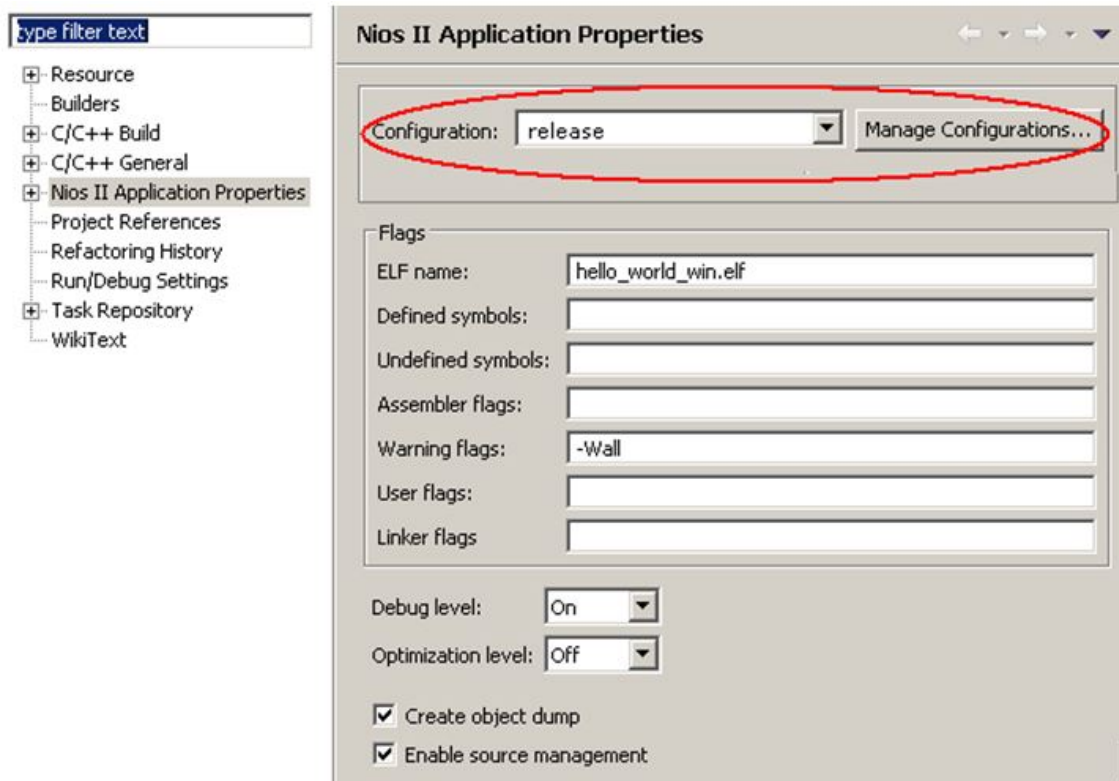 type filter text
Resource
Builders
C/C++ Build
C/C++ General
Nios II Application Properties
Project References
Refactoring History
Run/Debug Settings
Task Repository
WikiText
Nios II Application Properties
Configuration: release Manage Configurations...
Flags
ELF name: hello_world_win.elf
Defined symbols:
Undefined symbols:
Assembler flags:
Warning flags: -Wall
User flags:
Linker flags
Debug level: On
Optimization level: Off
Create object dump
Enable source management